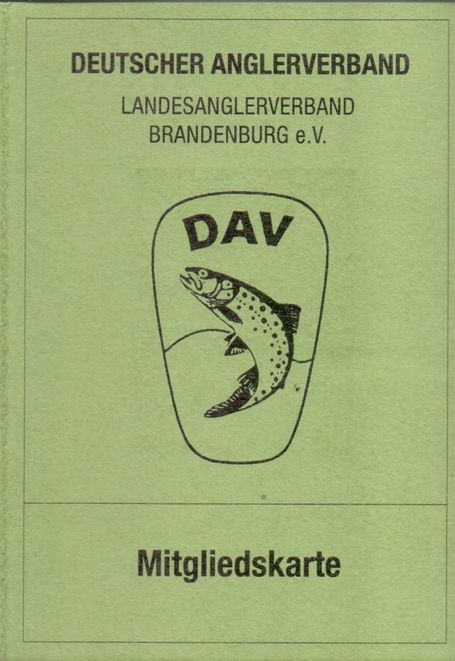 DEUTSCHER ANGLERVERBAND
LANDESANGLERVERBAND
BRANDENBURG e.V.
DAV
Mitgliedskarte